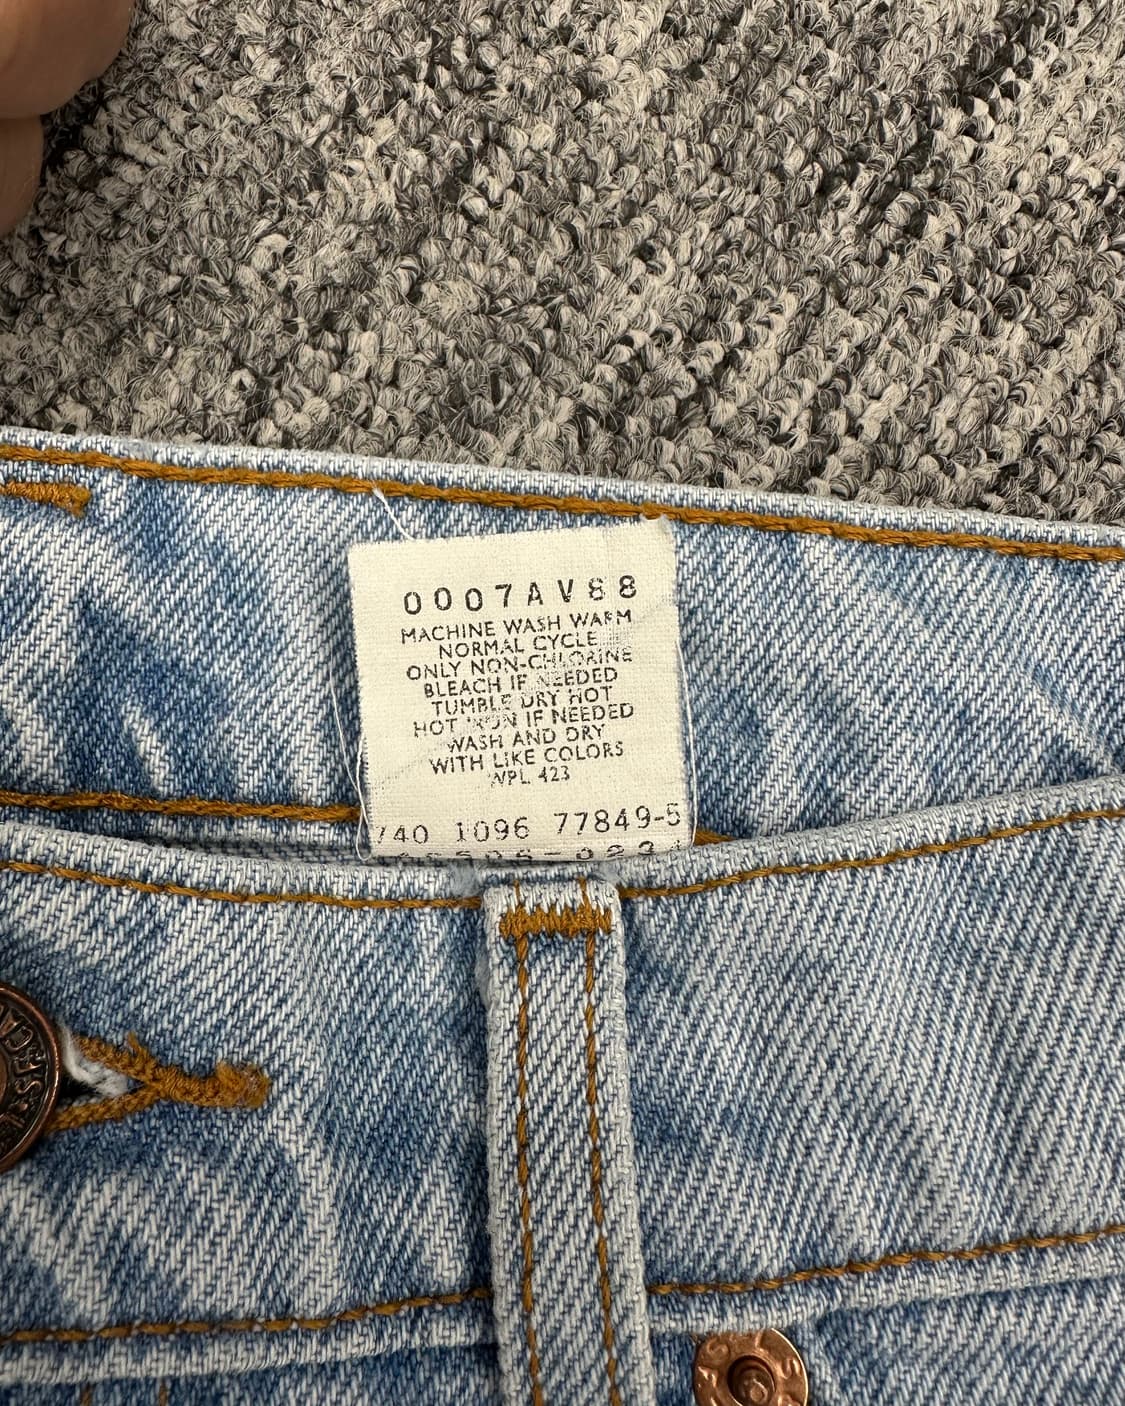 0007AV88
MACHINE WASH WARM
NORMAL CYCLE
ONLY NON-CHLORINE
BLEACH IF NEEDED
TUMBLE DRY HOT
HOT IRON IF NEEDED
WASH AND DRY
WITH LIKE COLORS
WPL 423
740 1096 77849-5